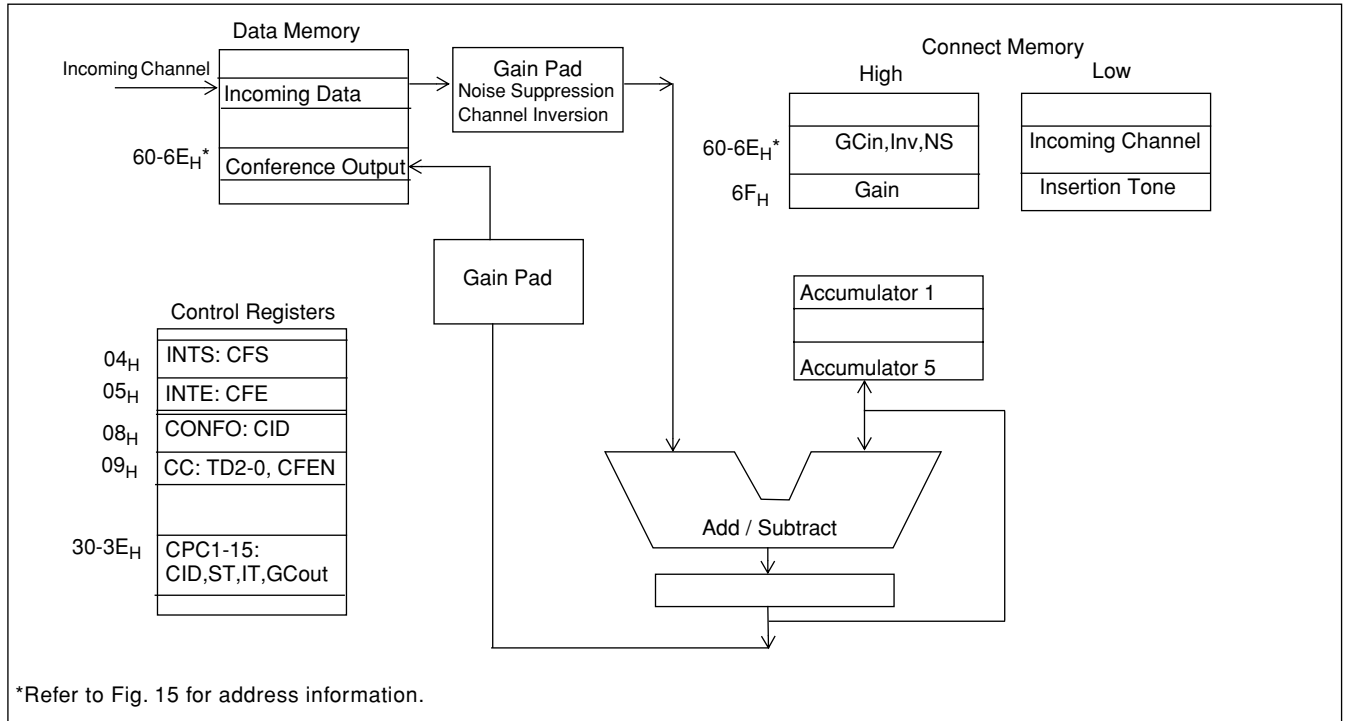 Data Memory
Incoming Channel
Incoming Data
60-6EH*
Conference Output
Gain Pad
Noise Suppression
Channel Inversion
Connect Memory
High
Low
60-6EH*
GCin,Inv,NS
Incoming Channel
6FH
Gain
Insertion Tone
Gain Pad
Accumulator 1
Accumulator 5
Control Registers
04H
INTS: CFS
05H
INTE: CFE
08H
CONFO: CID
09H
CC: TD2-0, CFEN
30-3EH
CPC1-15:
CID,ST,IT,GCout
Add / Subtract
*Refer to Fig. 15 for address information.